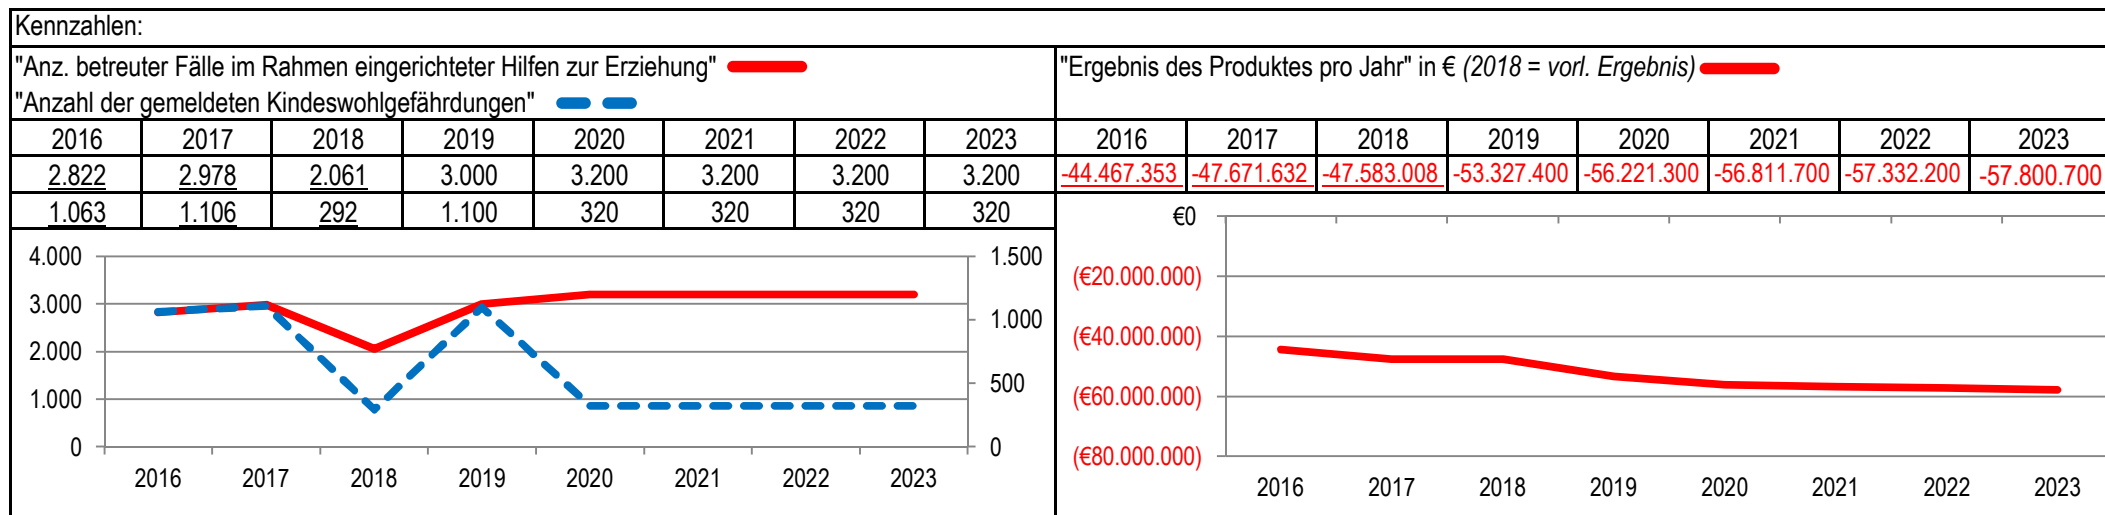 Kennzahlen:
"Anz. betreuter Fälle im Rahmen eingerichteter Hilfen zur Erziehung"
"Anzahl der gemeldeten Kindeswohlgefährdungen"
2016 2017 2018 2019 2020 2021 2022 2023
2.822 2.978 2.061 3.000 3.200 3.200 3.200 3.200
1.063 1.106 292 1.100 320 320 320 320
4.000 1.500
3.000
1.000
2.000
500
1.000
0 0
2016 2017 2018 2019 2020 2021 2022 2023
"Ergebnis des Produktes pro Jahr" in € (2018 = vorl. Ergebnis)
2016 2017 2018 2019 2020 2021 2022 2023
-44.467.353 -47.671.632 -47.583.008 -53.327.400 -56.221.300 -56.811.700 -57.332.200 -57.800.700
€0
(€20.000.000)
(€40.000.000)
(€60.000.000)
(€80.000.000)
2016 2017 2018 2019 2020 2021 2022 2023